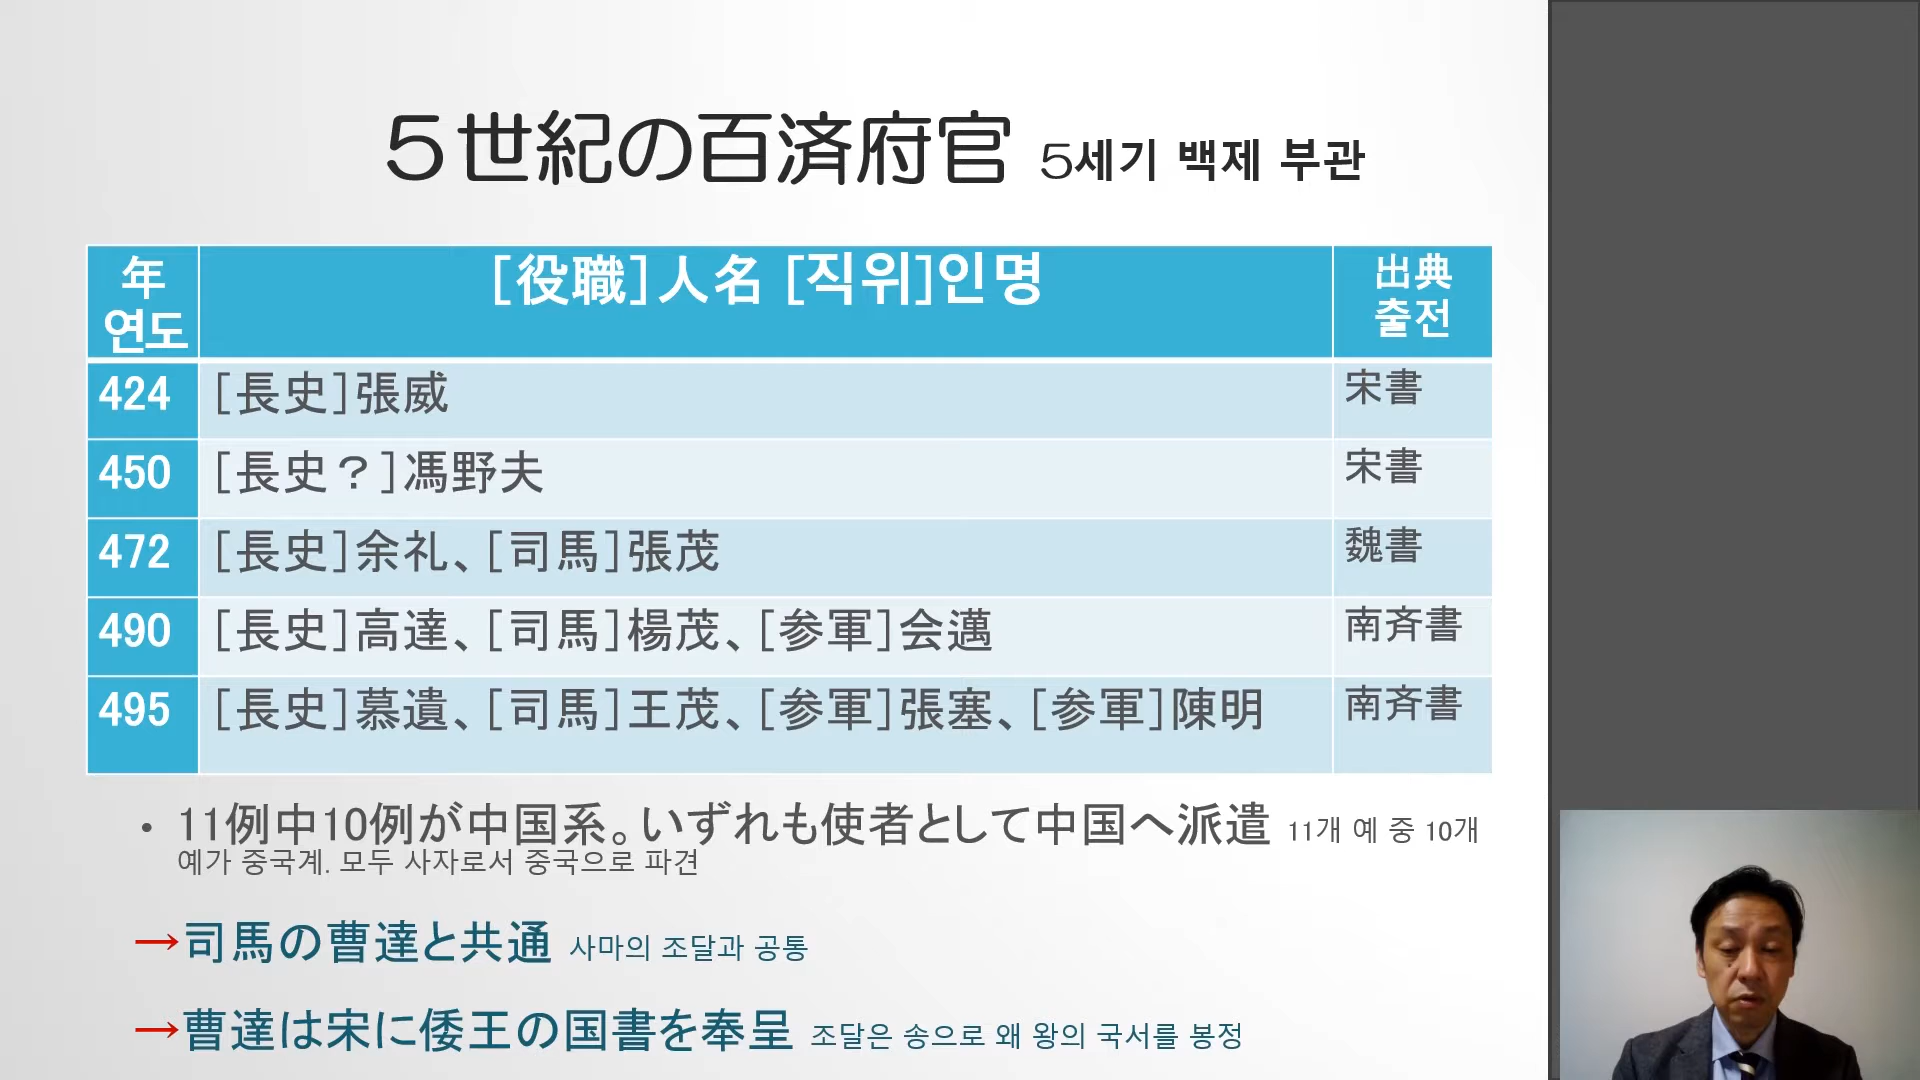 ５世紀の百済府官 5세기 백제 부관
年 [役職]人名 [직위]인명 出典
연도 출전
424 [長史]張威 宋書
450 [長史？]馮野夫 宋書
472 [長史]余礼、[司馬]張茂 魏書
490 [長史]高達、[司馬]楊茂、[参軍]会邁 南斉書
495 [長史]慕遺、[司馬]王茂、[参軍]張塞、[参軍]陳明 南斉書
• 11例中10例が中国系。いずれも使者として中国へ派遣 11개 예 중 10개
예가 중국계. 모두 사자로서 중국으로 파견
→司馬の曹達と共通 사마의 조달과 공통
→曹達は宋に倭王の国書を奉呈 조달은 송으로 왜 왕의 국서를 봉정